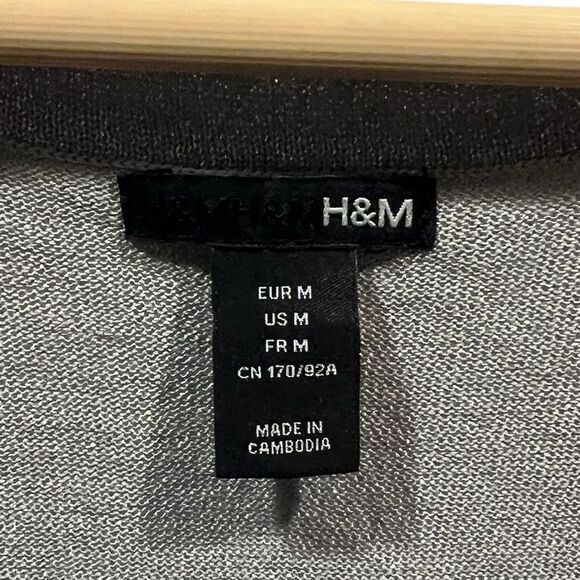 H&M H&M H&M
EUR M
US M
FR M
CN 170/92A
MADE IN
CAMBODIA